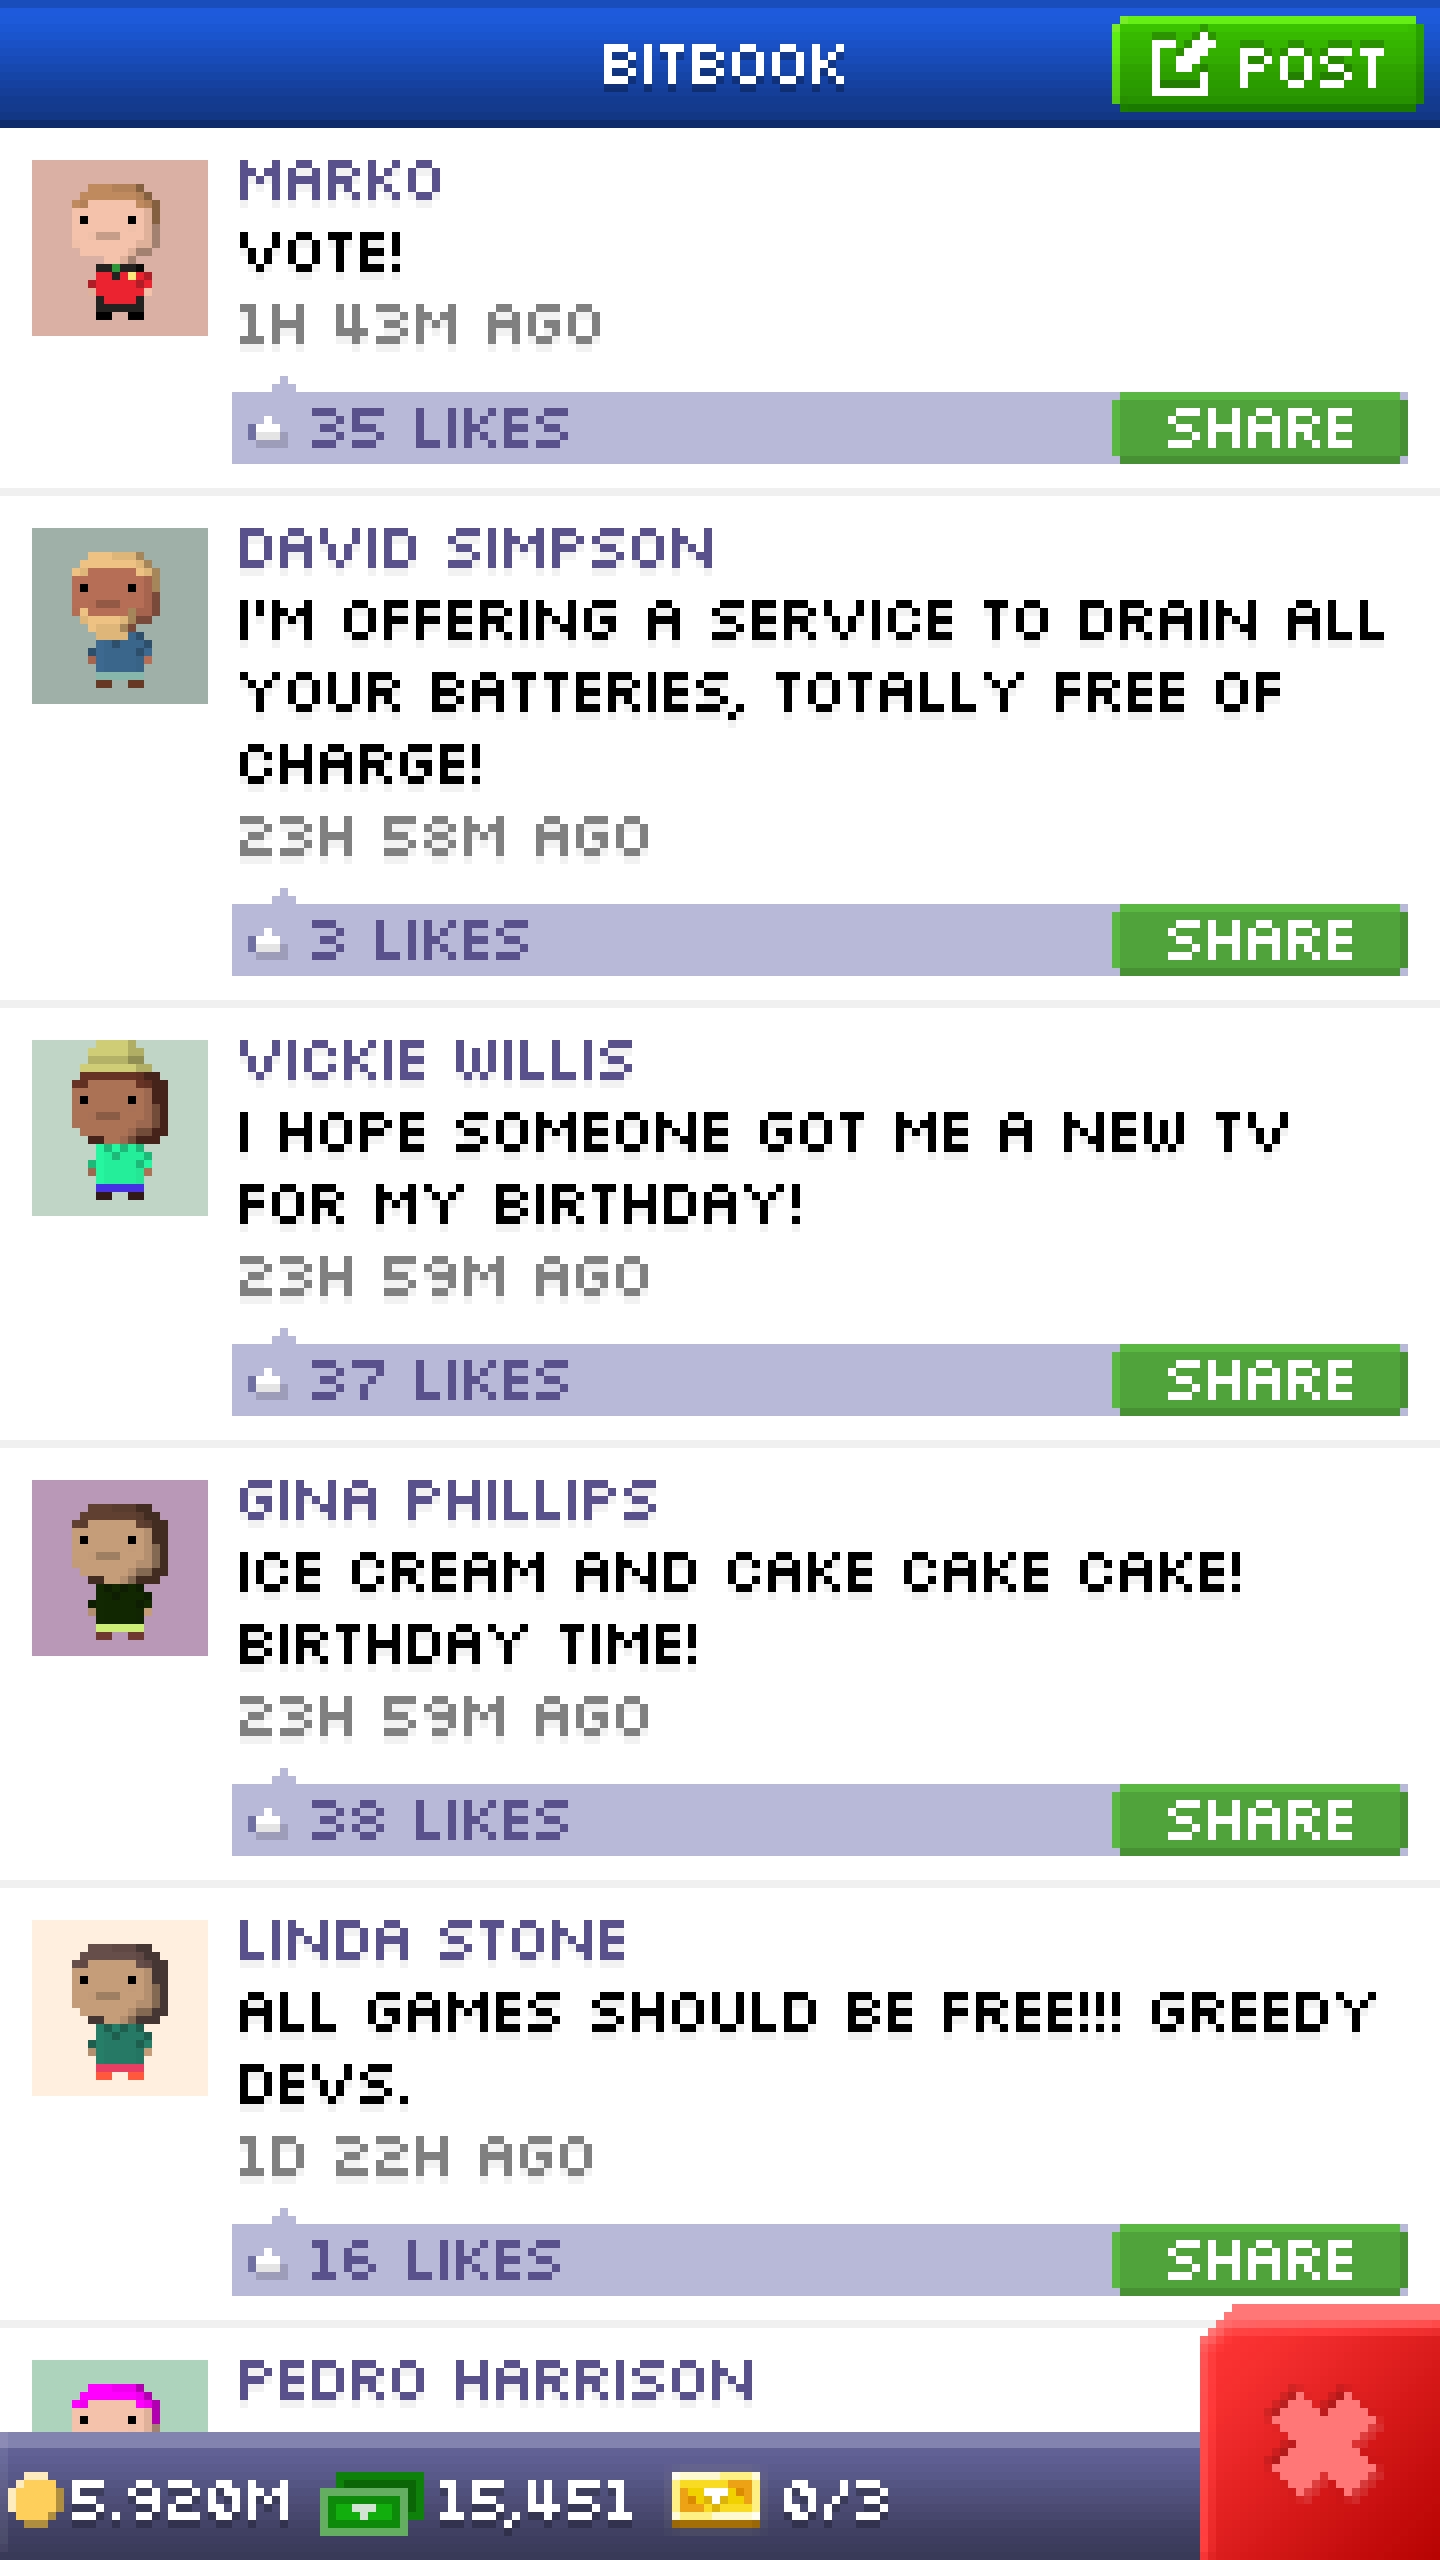 BITBOOK
POST
MARKO
VOTE!
1H 43M AGO
35 LIKES
SHARE
DAVID SIMPSON
I'M OFFERING A SERVICE TO DRAIN ALL
YOUR BATTERIES, TOTALLY FREE OF
CHARGE!
23H 58M AGO
3 LIKES
SHARE
VICKIE WILLIS
I HOPE SOMEONE GOT ME A NEW TV
FOR MY BIRTHDAY!
23H 59M AGO
37 LIKES
SHARE
GINA PHILLIPS
ICE CREAM AND CAKE CAKE CAKE!
BIRTHDAY TIME!
23H 59M AGO
38 LIKES
SHARE
LINDA STONE
ALL GAMES SHOULD BE FREE!!! GREEDY
DEVS.
1D 22H AGO
16 LIKES
SHARE
PEDRO HARRISON
5.920M 15,451 0/3